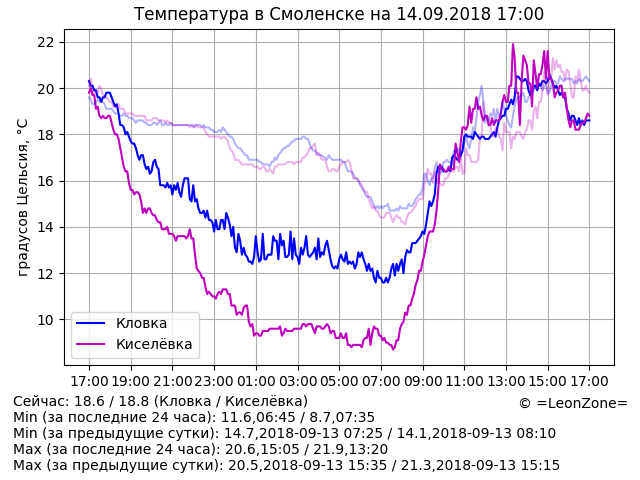 Температура в Смоленске на 14.09.2018 17:00
градусов Цельсия, °C
22
20
18
16
14
12
10
Кловка
Киселёвка
17:00 19:00 21:00 23:00 01:00 03:00 05:00 07:00 09:00 11:00 13:00 15:00 17:00
Сейчас: 18.6 / 18.8 (Кловка / Киселёвка)
© =LeonZone=
Min (за последние 24 часа): 11.6,06:45 / 8.7,07:35
Min (за предыдущие сутки): 14.7,2018-09-13 07:25 / 14.1,2018-09-13 08:10
Max (за последние 24 часа): 20.6,15:05 / 21.9,13:20
Max (за предыдущие сутки): 20.5,2018-09-13 15:35 / 21.3,2018-09-13 15:15